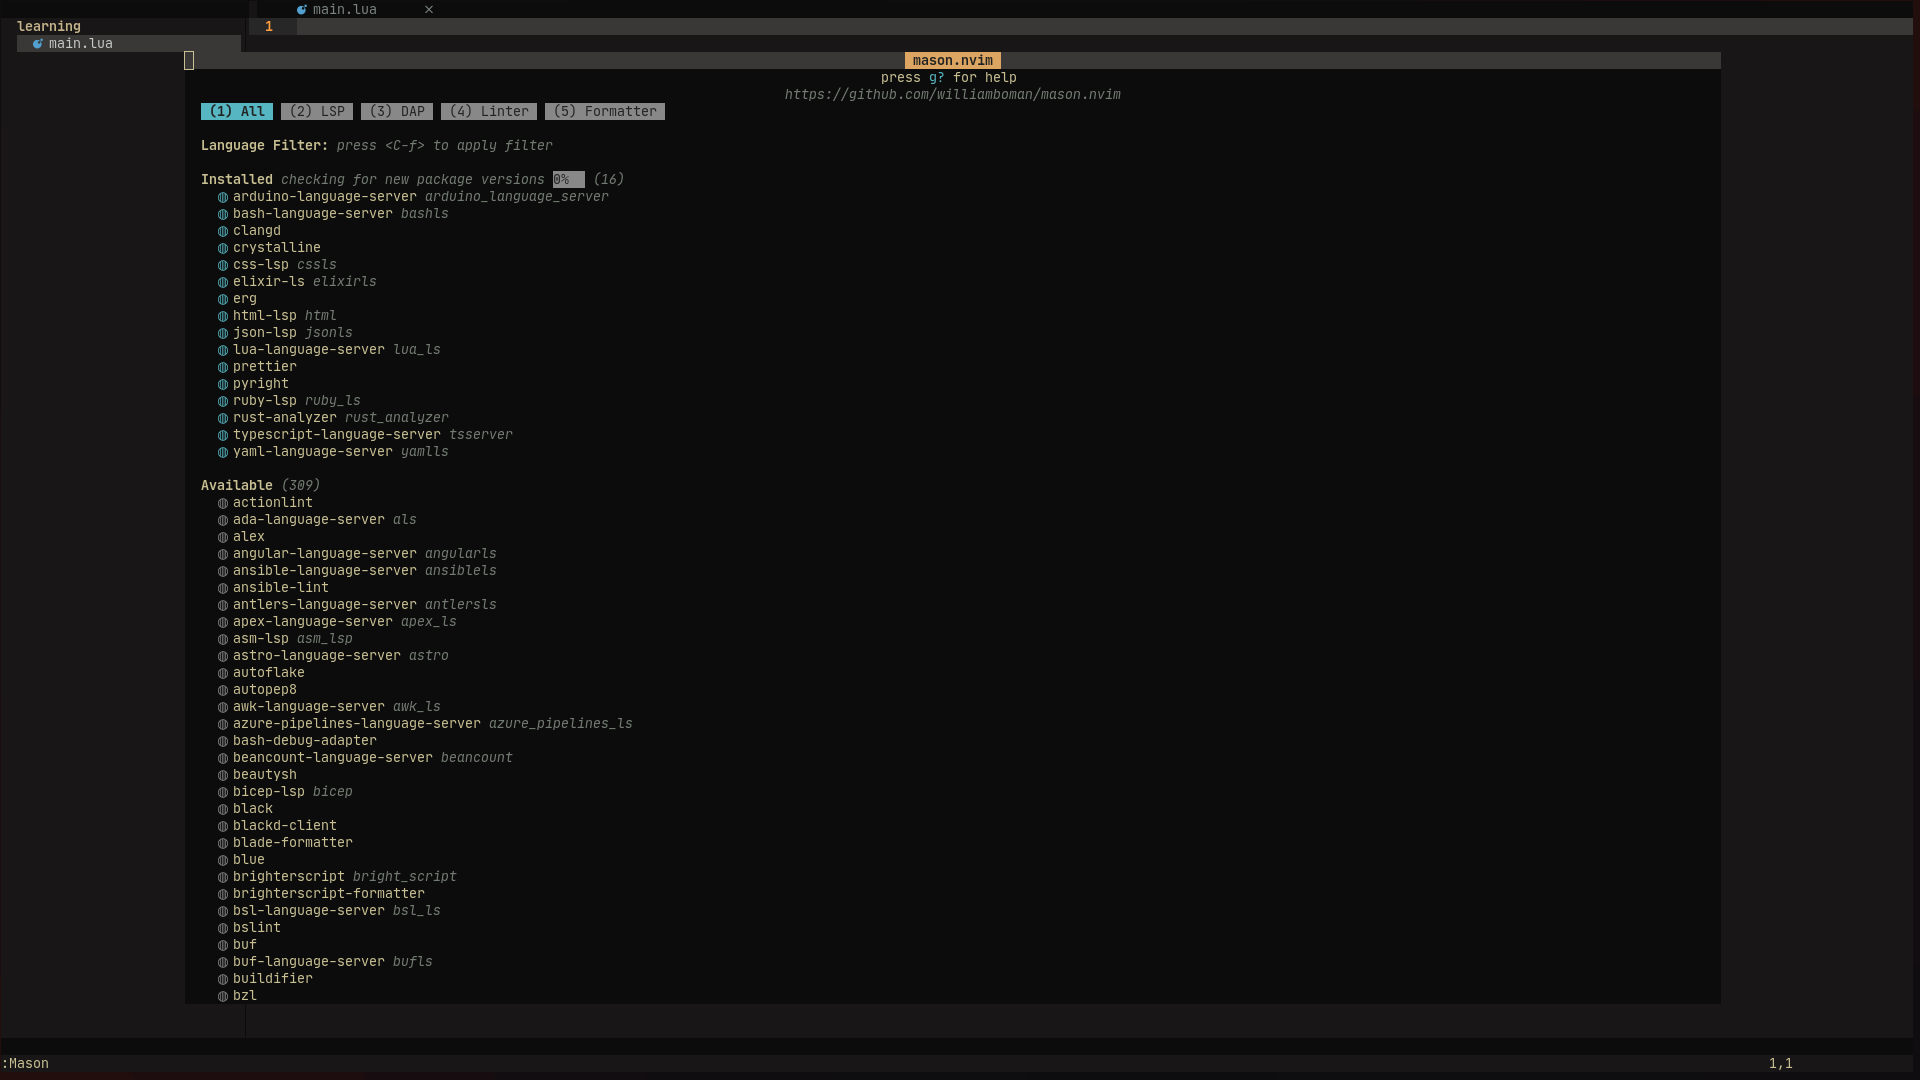 main.lua ×
learning
1
main.lua
mason.nvim
press g? for help
https://github.com/williamboman/mason.nvim
(1) All (2) LSP (3) DAP (4) Linter (5) Formatter
Language Filter: press <C-f> to apply filter
Installed checking for new package versions 0% (16)
arduino-language-server arduino_language_server
bash-language-server bashls
clangd
crystalline
css-lsp cssls
elixir-ls elixirls
erg
html-lsp html
json-lsp jsonls
lua-language-server lua_ls
prettier
pyright
ruby-lsp ruby_ls
rust-analyzer rust_analyzer
typescript-language-server tsserver
yaml-language-server yamlls
Available (309)
actionlint
ada-language-server als
alex
angular-language-server angularls
ansible-language-server ansiblels
ansible-lint
antlers-language-server antlersls
apex-language-server apex_ls
asm-lsp asm_lsp
astro-language-server astro
autoflake
autopep8
awk-language-server awk_ls
azure-pipelines-language-server azure_pipelines_ls
bash-debug-adapter
beancount-language-server beancount
beautysh
bicep-lsp bicep
black
blackd-client
blade-formatter
blue
brighterscript bright_script
brighterscript-formatter
bsl-language-server bsl_ls
bslint
buf
buf-language-server bufls
buildifier
bzl
:Mason 1,1